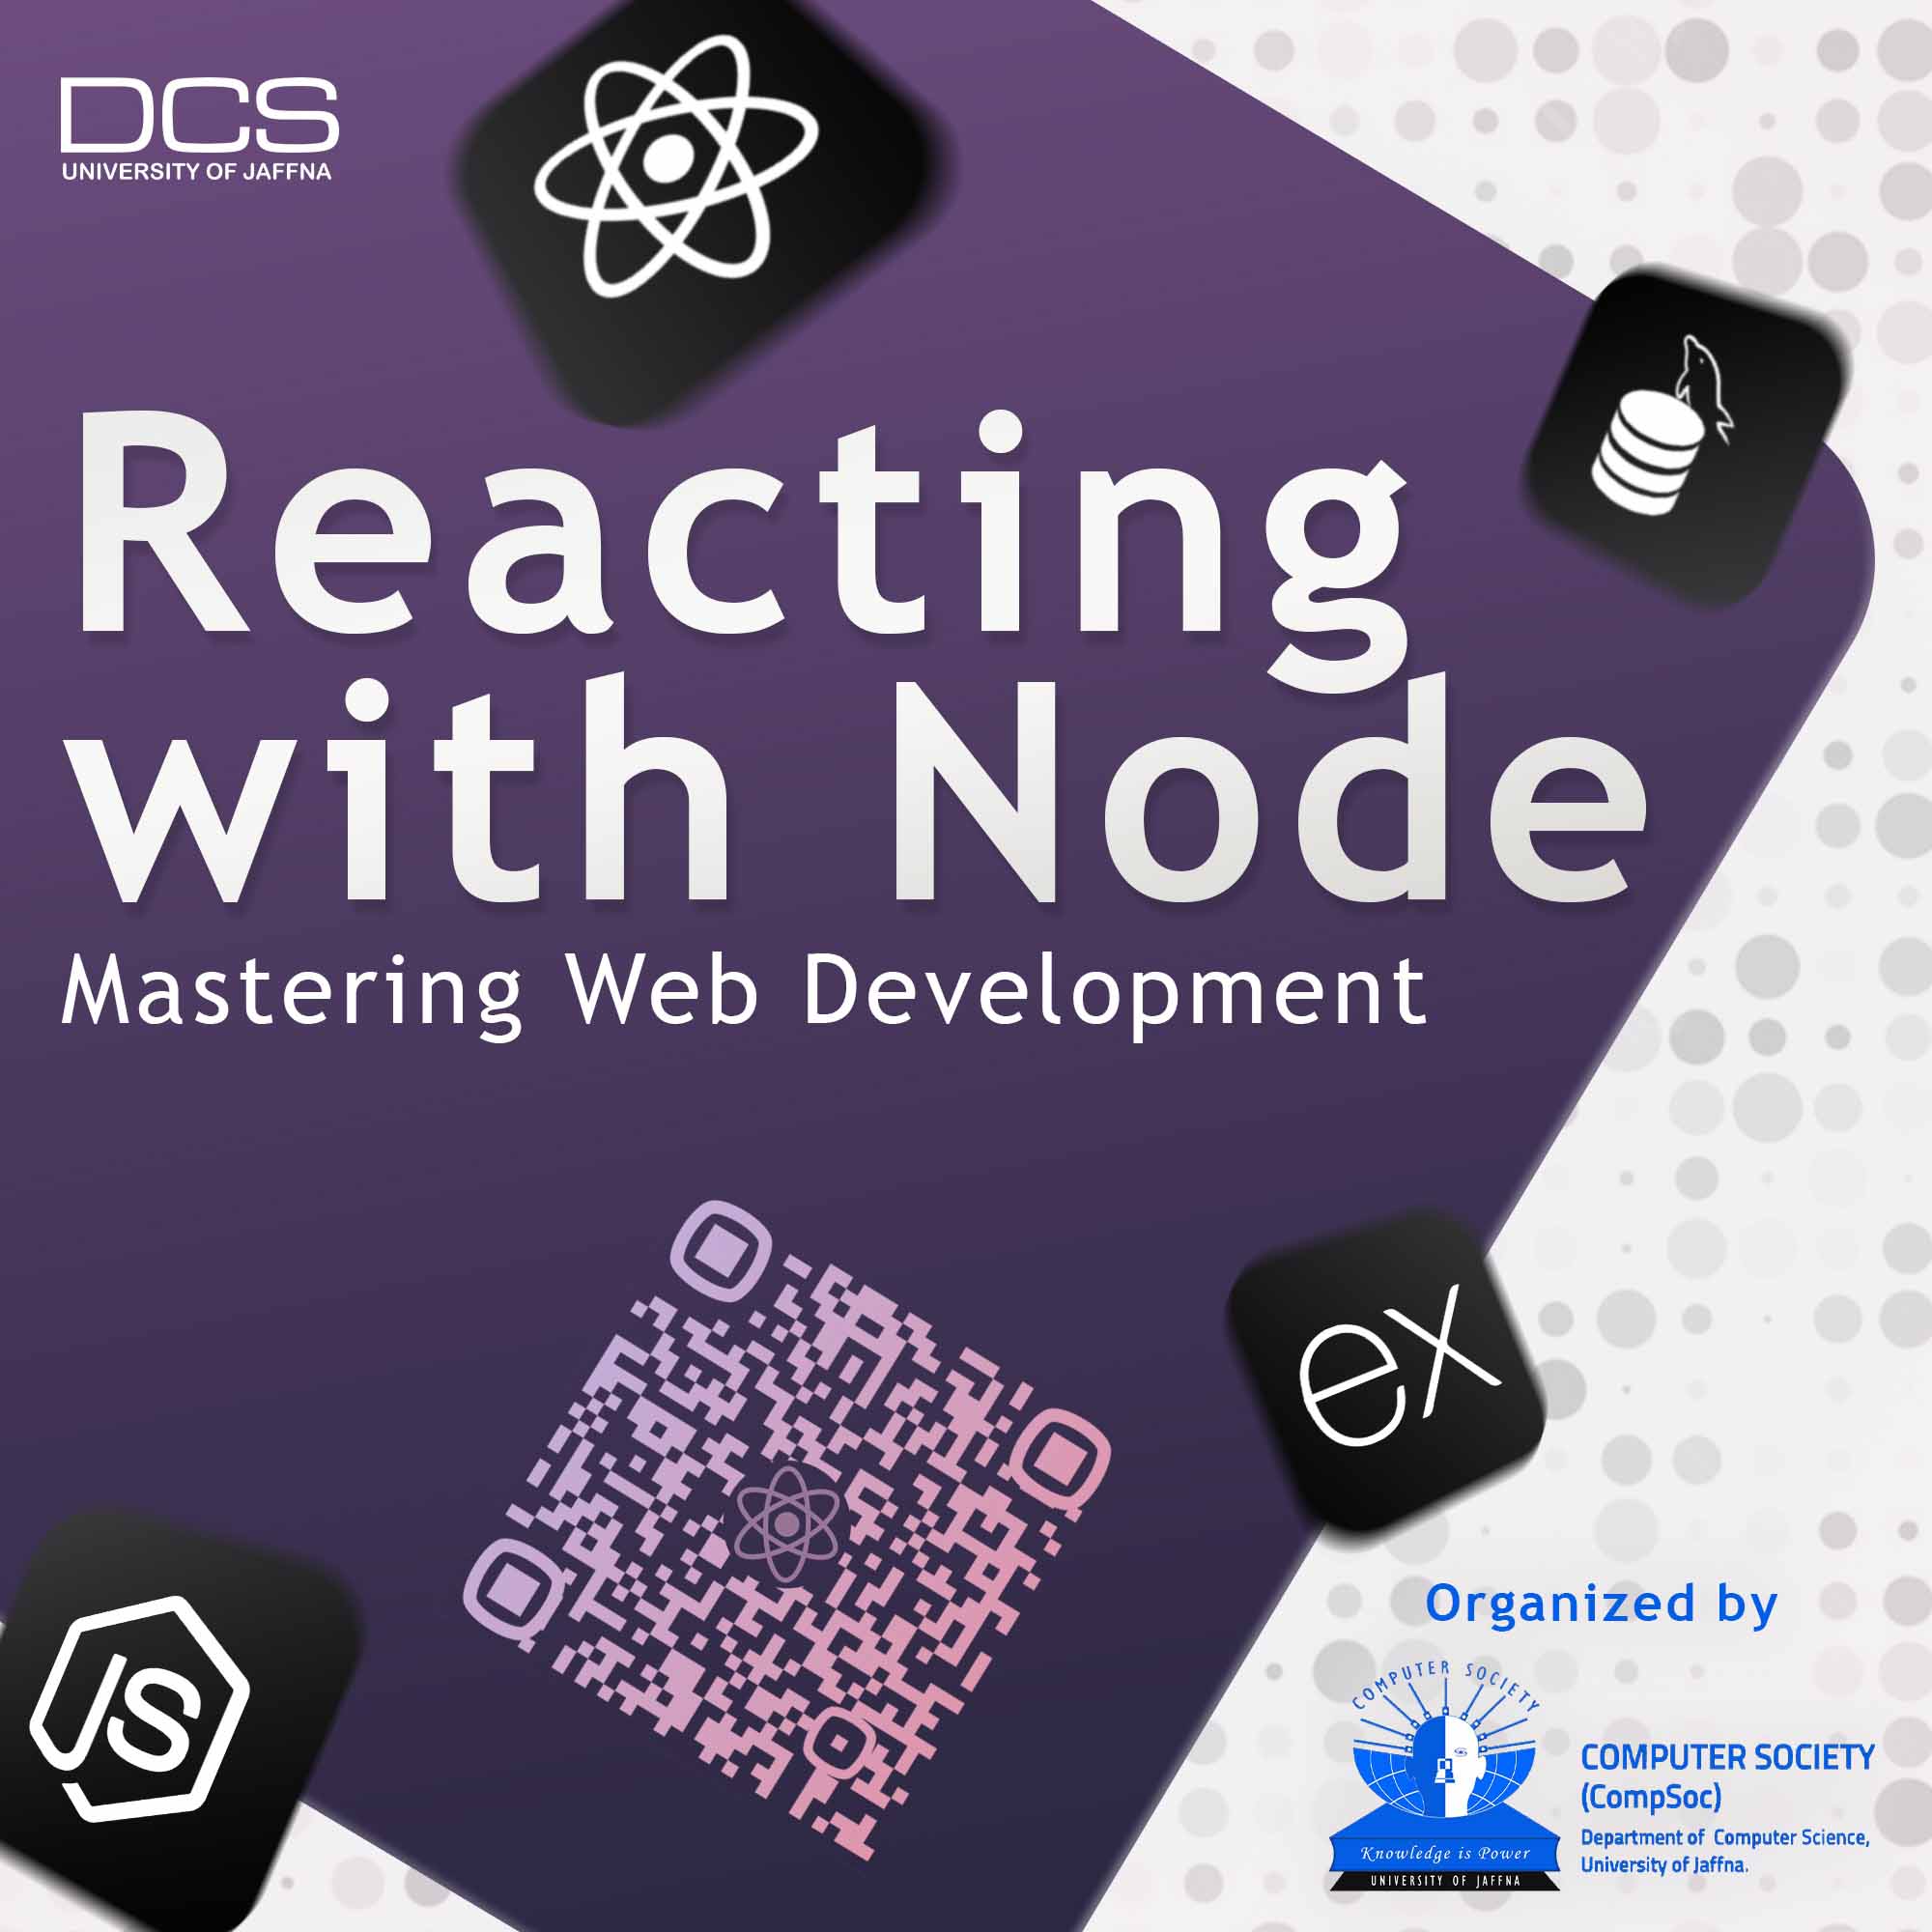 DCS
UNIVERSITY OF JAFFNA
Reacting
with Node
Mastering Web Development
ex
JS
Organized by
COMPUTER SOCIETY
Knowledge is Power
UNIVERSITY OF JAFFNA
COMPUTER SOCIETY
(CompSoc)
Department of Computer Science,
University of Jaffna.